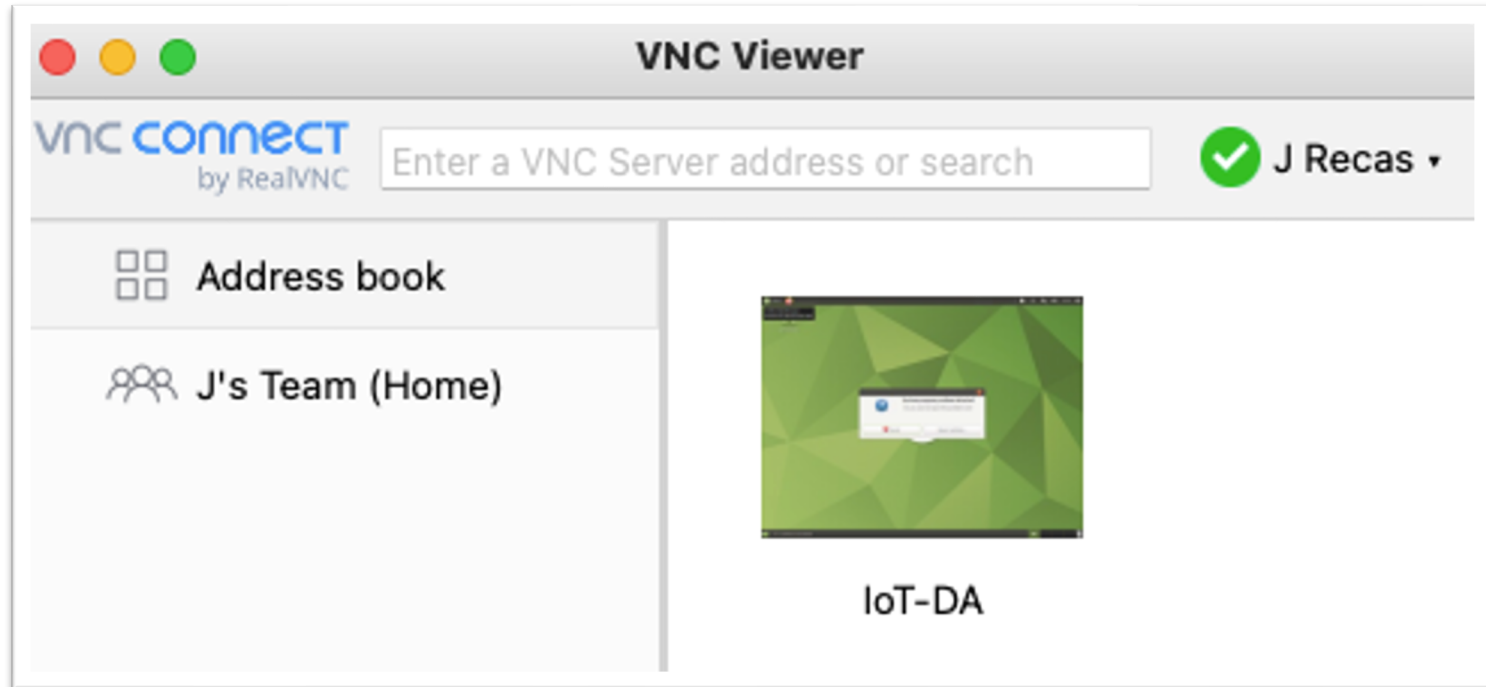 VNC Viewer
vnc connect
by RealVNC
Enter a VNC Server address or search
J Recas
Address book
J's Team (Home)
IoT-DA